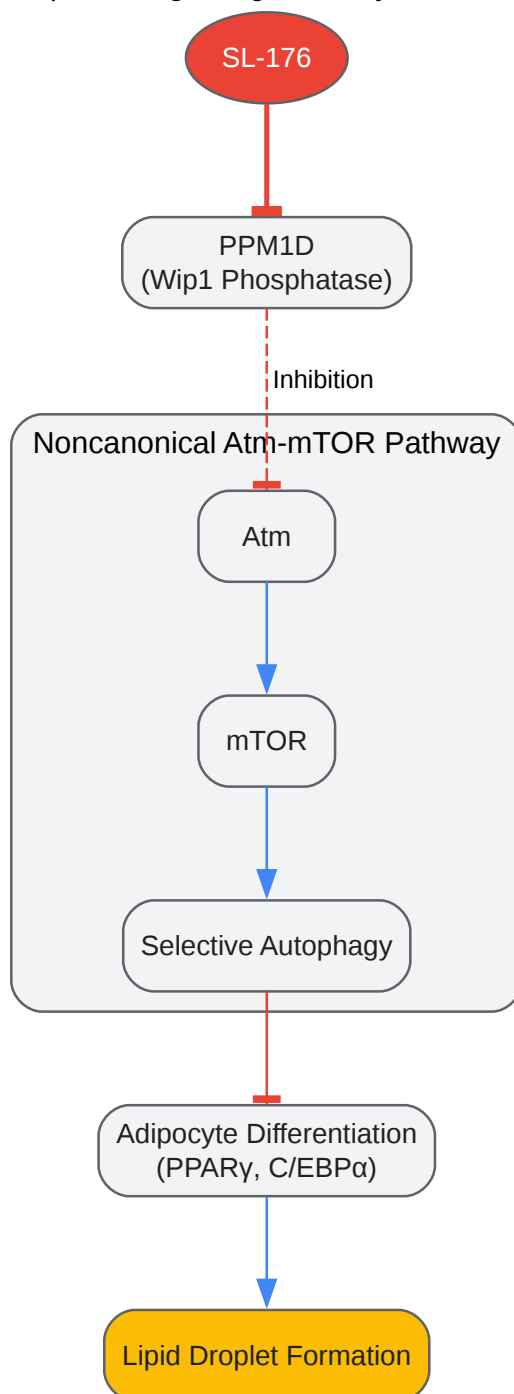 SL-176
PPM1D
(Wip1 Phosphatase)
Inhibition
Noncanonical Atm-mTOR Pathway
Atm
mTOR
Selective Autophagy
Adipocyte Differentiation
(PPARγ, C/EBPα)
Lipid Droplet Formation